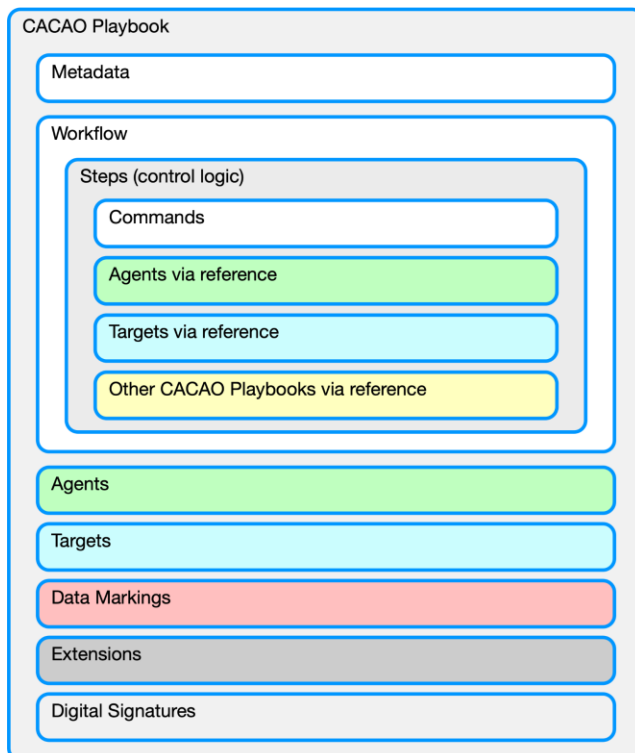 CACAO Playbook
Metadata
Workflow
Steps (control logic)
Commands
Agents via reference
Targets via reference
Other CACAO Playbooks via reference
Agents
Targets
Data Markings
Extensions
Digital Signatures